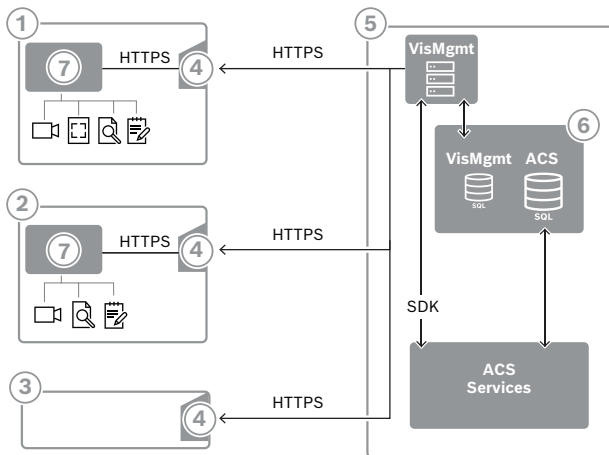 1
HTTPS
7
4
HTTPS
2
HTTPS
7
4
HTTPS
3
4
HTTPS
5
VisMgmt
6
VisMgmt ACS
SQL
SQL
SDK
ACS
Services